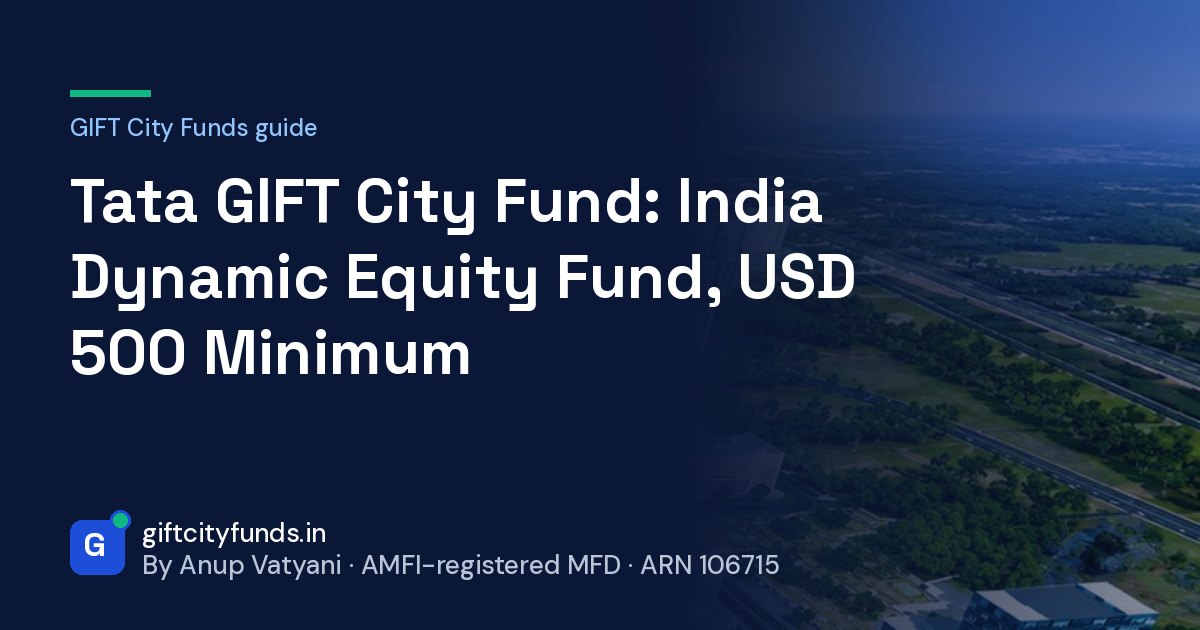 GIFT City Funds guide
Tata GIFT City Fund: India
Dynamic Equity Fund, USD
500 Minimum
G
giftcityfunds.in
By Anup Vatyani · AMFI-registered MFD · ARN 106715